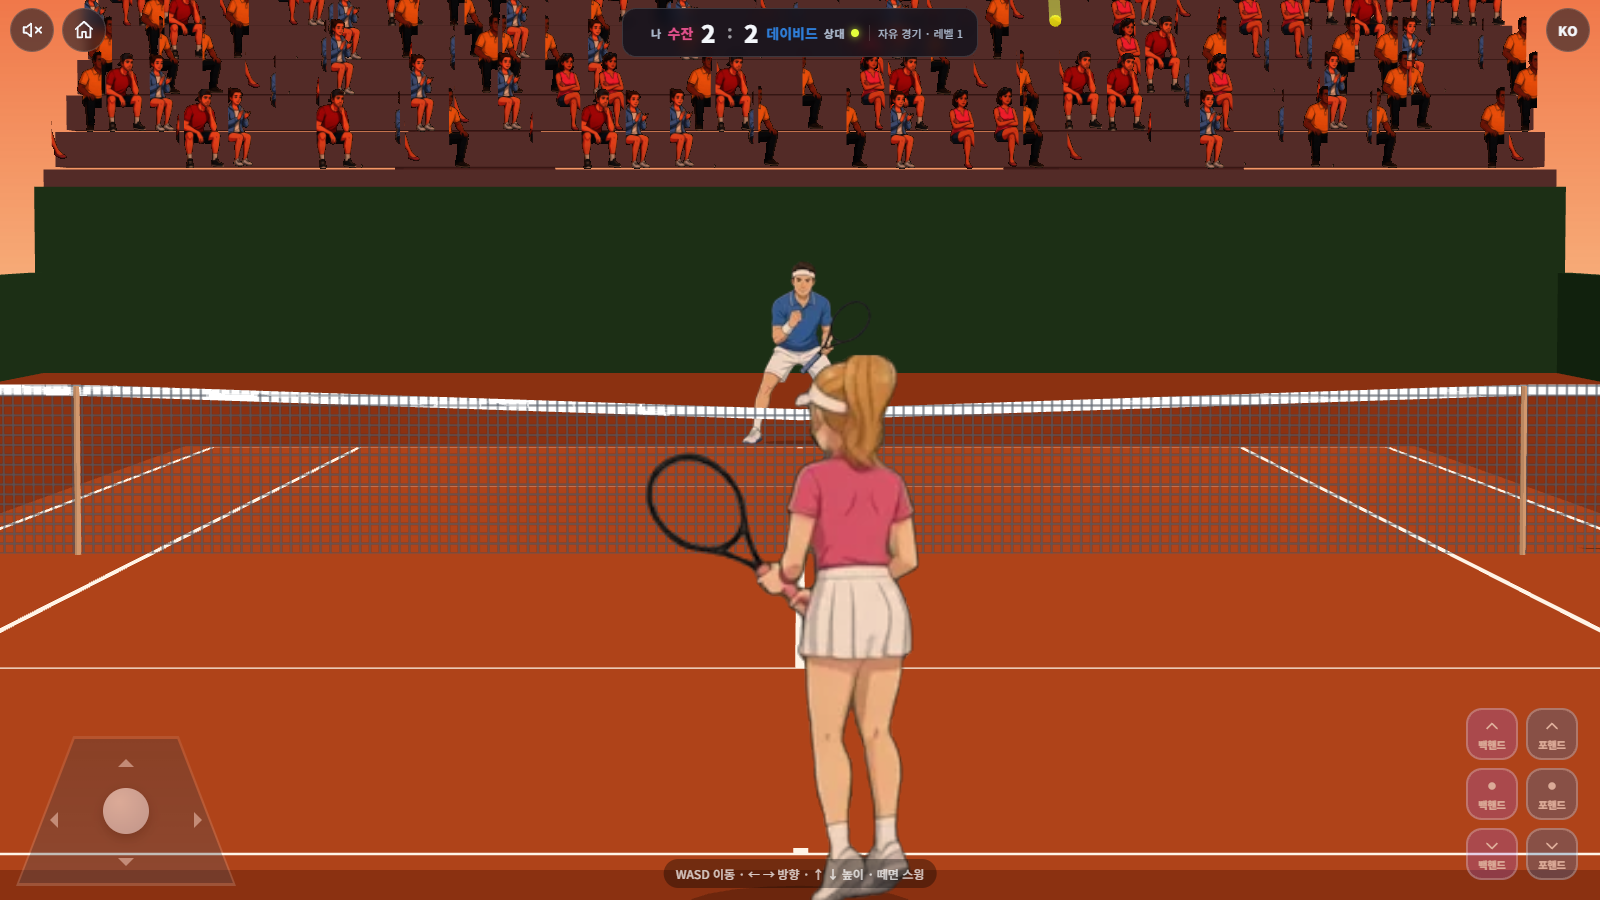 나 수잔 2 : 2 데이비드 상대 자유 경기 · 레벨 1
KO
백핸드 포핸드
백핸드 포핸드
백핸드 포핸드
WASD 이동 · ←→ 방향 · ↑↓ 높이 · 떼면 스윙